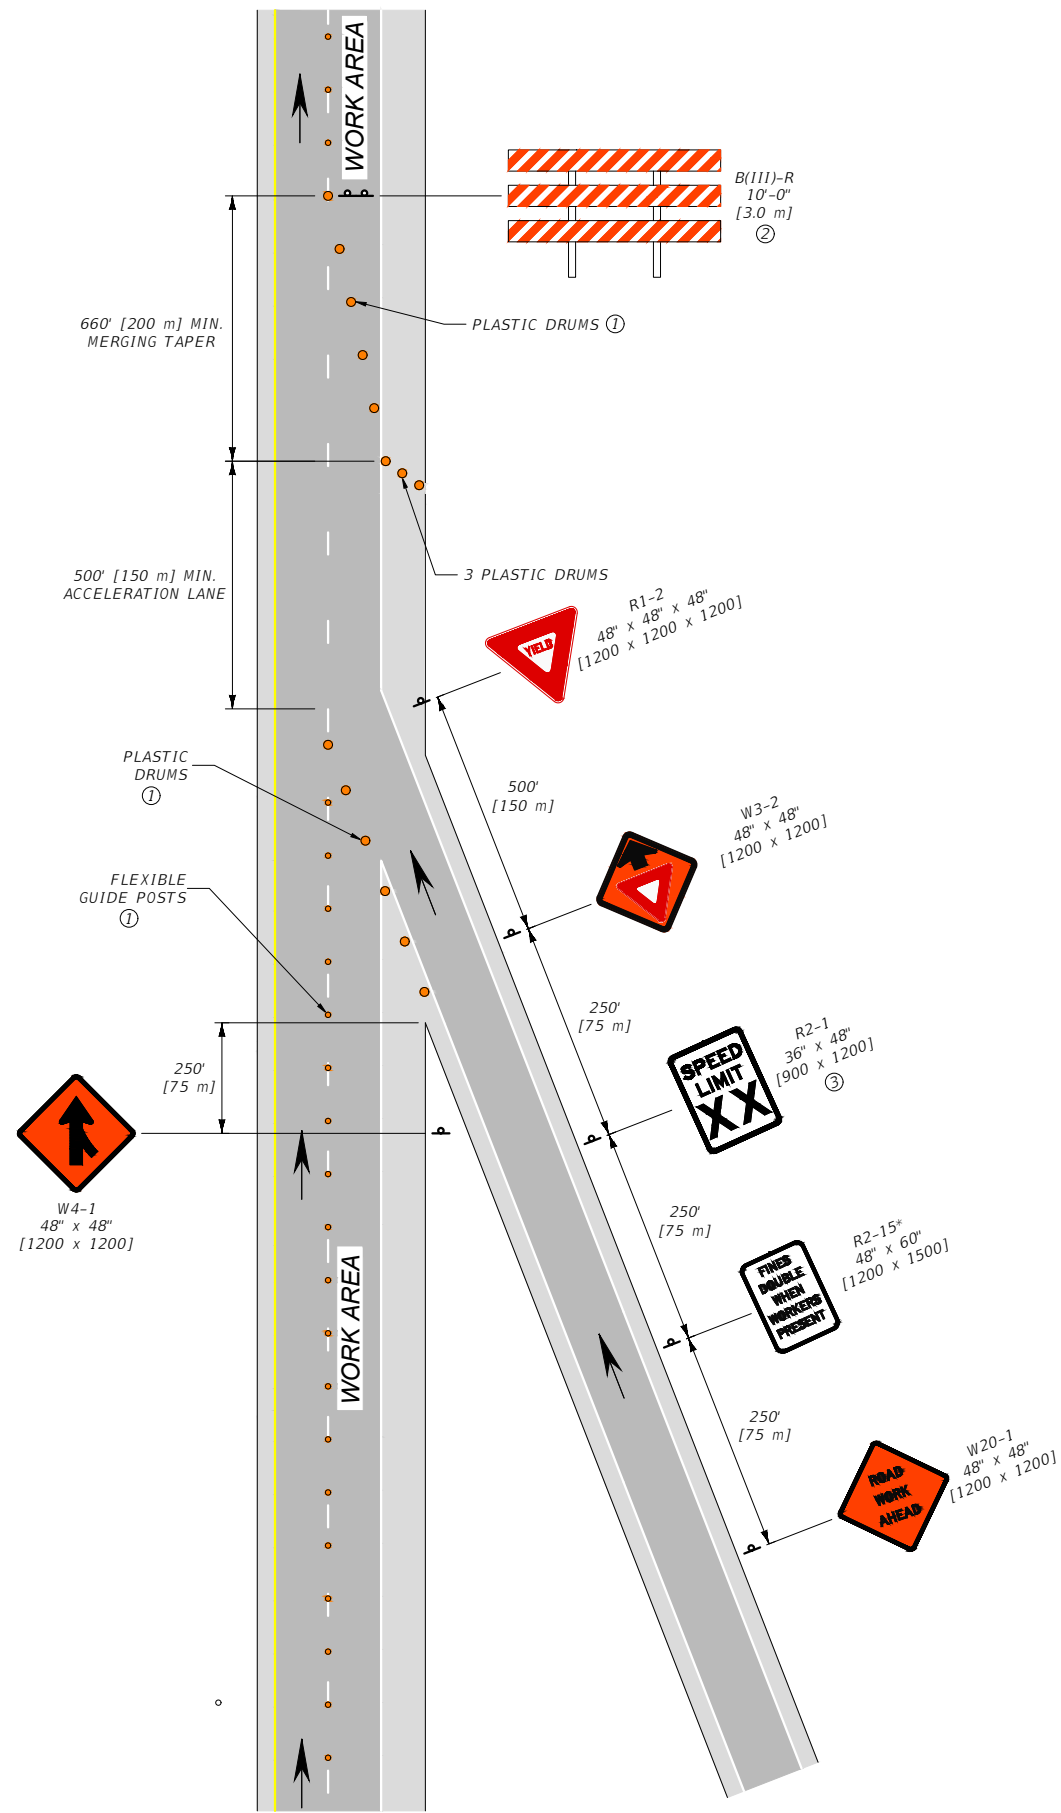 WORK AREA
B(III)-R
10'-0"
[3.0 m]
2
660' [200 m] MIN.
MERGING TAPER
PLASTIC DRUMS 1
500' [150 m] MIN.
ACCELERATION LANE
3 PLASTIC DRUMS
R1-2
48" x 48" x 48"
[1200 x 1200 x 1200]
YIELD
PLASTIC
DRUMS
1
500'
[150 m]
W3-2
48" x 48"
[1200 x 1200]
FLEXIBLE
GUIDE POSTS
1
250'
[75 m]
R2-1
36" x 48"
[900 x 1200]
3
SPEED
LIMIT
XX
250'
[75 m]
W4-1
48" x 48"
[1200 x 1200]
250'
[75 m]
R2-15*
48" x 60"
[1200 x 1500]
FINES
DOUBLE
WHEN
WORKERS
PRESENT
WORK AREA
250'
[75 m]
W20-1
48" x 48"
[1200 x 1200]
ROAD
WORK
AHEAD